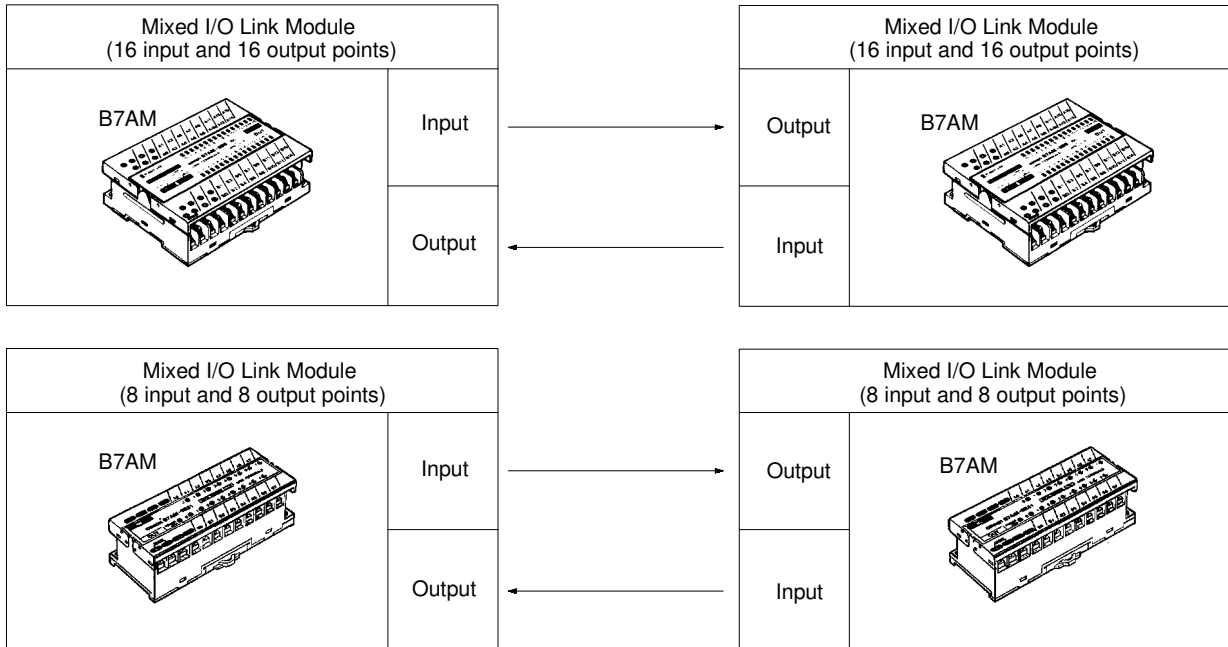 Mixed I/O Link Module
(16 input and 16 output points)
B7AM
Input
Output
Mixed I/O Link Module
(16 input and 16 output points)
Output
Input
B7AM
Mixed I/O Link Module
(8 input and 8 output points)
B7AM
Input
Output
Mixed I/O Link Module
(8 input and 8 output points)
Output
Input
B7AM